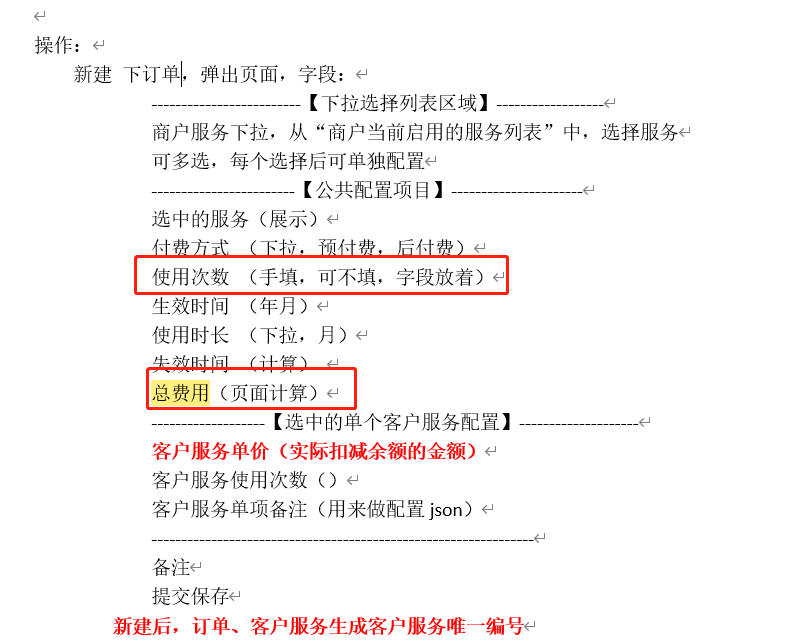 操作：
新建 下订单，弹出页面，字段：
-------------------------【下拉选择列表区域】------------------
商户服务下拉，从“商户当前启用的服务列表”中，选择服务
可多选，每个选择后可单独配置
------------------------【公共配置项目】----------------------
选中的服务（展示）
付费方式 （下拉，预付费，后付费）
使用次数 （手填，可不填，字段放着）
生效时间 （年月）
使用时长 （下拉，月）
失效时间 （计算）
总费用（页面计算）
-------------------【选中的单个客户服务配置】--------------------
客户服务单价（实际扣减余额的金额）
客户服务使用次数（）
客户服务单项备注（用来做配置 json）
----------------------------------------------------------------
备注
提交保存
新建后，订单、客户服务生成客户服务唯一编号